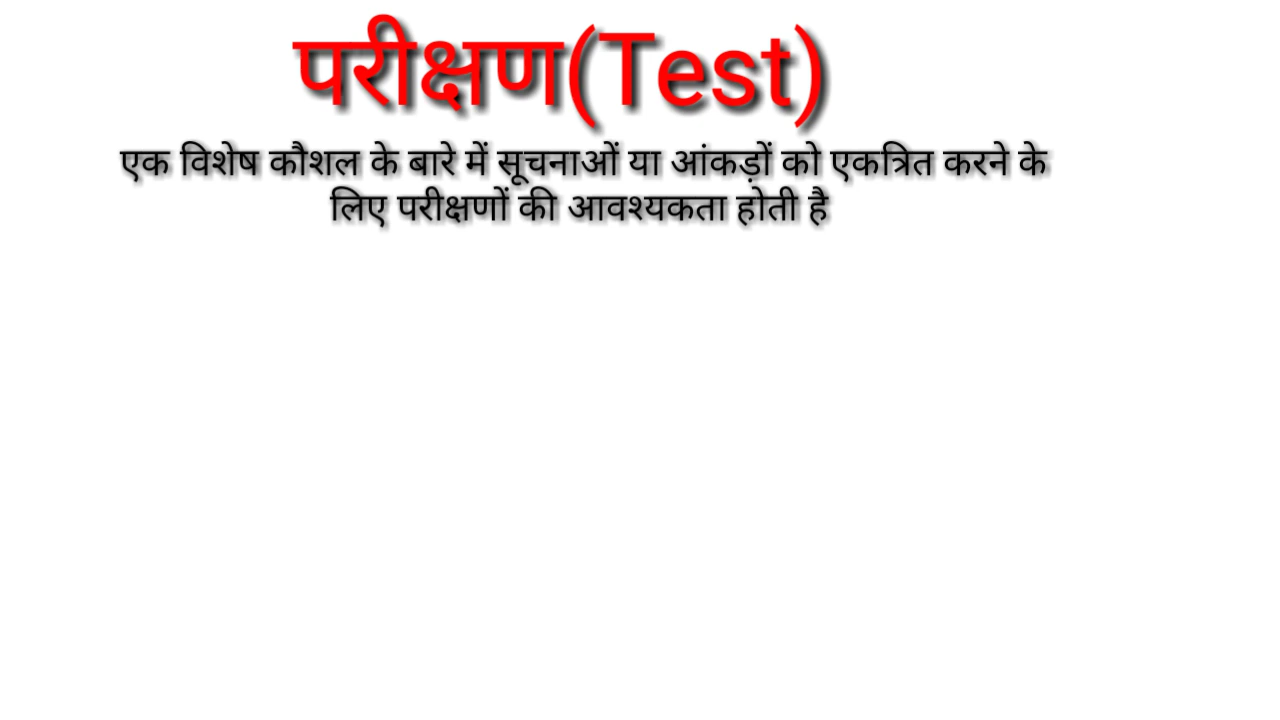 परीक्षण(Test)
एक विशेष कौशल के बारे में सूचनाओं या आंकड़ों को एकत्रित करने के
लिए परीक्षणों की आवश्यकता होती है